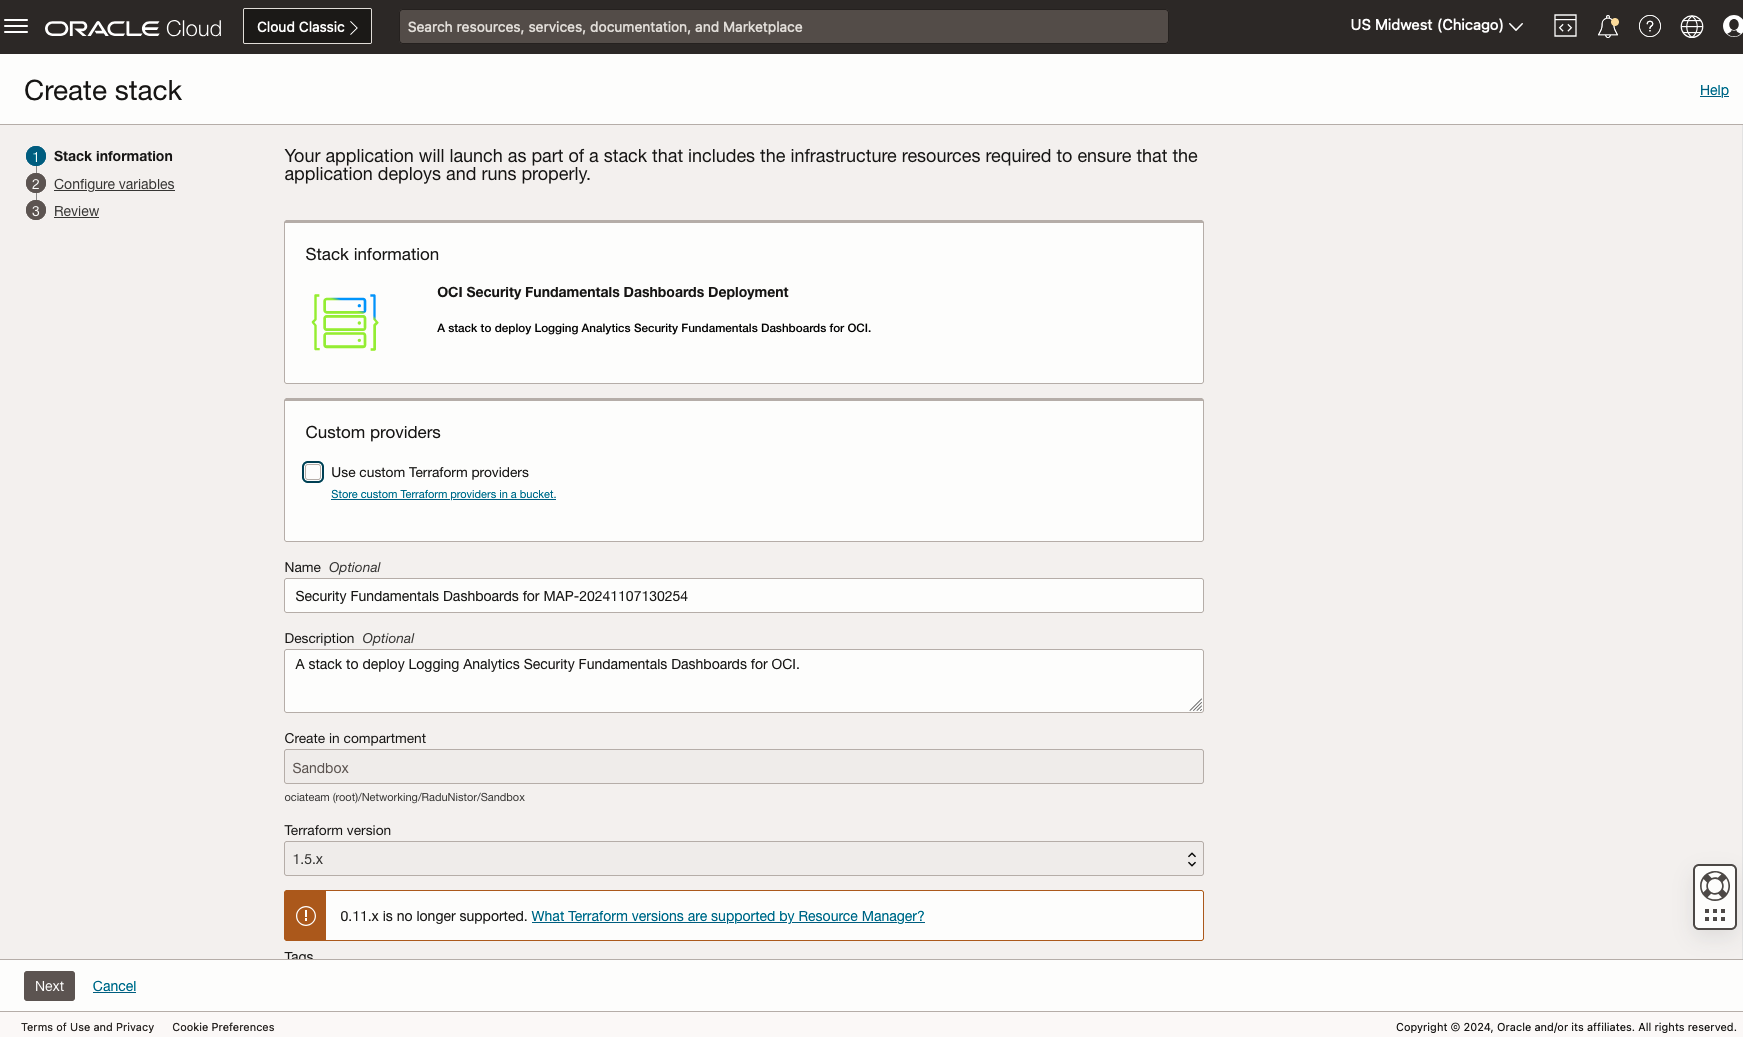 ORACLE Cloud
Cloud Classic
Search resources, services, documentation, and Marketplace
US Midwest (Chicago)
Create stack
Help
1 Stack information
2 Configure variables
3 Review
Your application will launch as part of a stack that includes the infrastructure resources required to ensure that the
application deploys and runs properly.
Stack information
OCI Security Fundamentals Dashboards Deployment
A stack to deploy Logging Analytics Security Fundamentals Dashboards for OCI.
Custom providers
Use custom Terraform providers
Store custom Terraform providers in a bucket.
Name Optional
Security Fundamentals Dashboards for MAP-20241107130254
Description Optional
A stack to deploy Logging Analytics Security Fundamentals Dashboards for OCI.
Create in compartment
Sandbox
ociateam (root)/Networking/RaduNistor/Sandbox
Terraform version
1.5.x
0.11.x is no longer supported. What Terraform versions are supported by Resource Manager?
Tags
Next
Cancel
Terms of Use and Privacy
Cookie Preferences
Copyright © 2024, Oracle and/or its affiliates. All rights reserved.